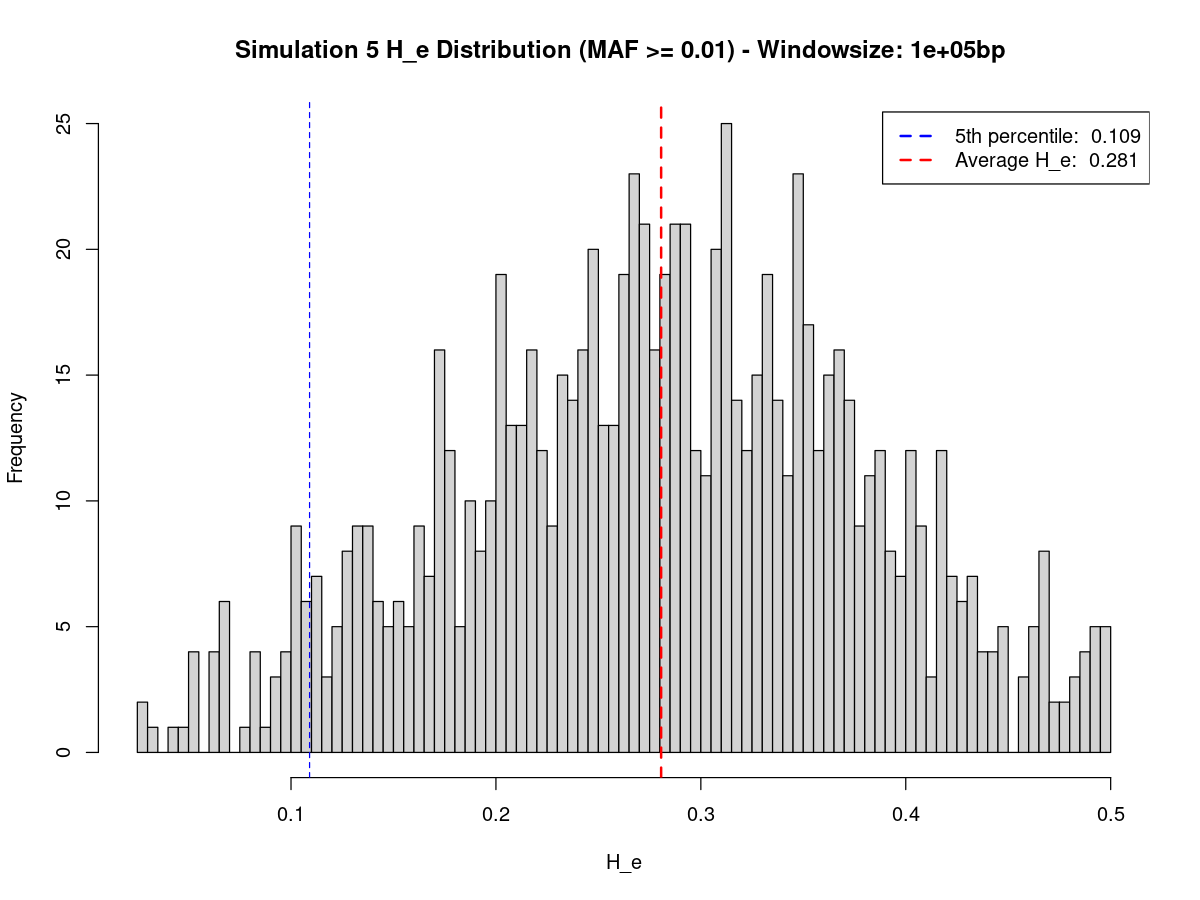 Simulation 5 H_e Distribution (MAF >= 0.01) - Windowsize: 1e+05bp
5th percentile:  0.109
Average H_e:  0.281
Frequency
25
20
15
10
5
0
0.1 0.2 0.3 0.4 0.5
H_e